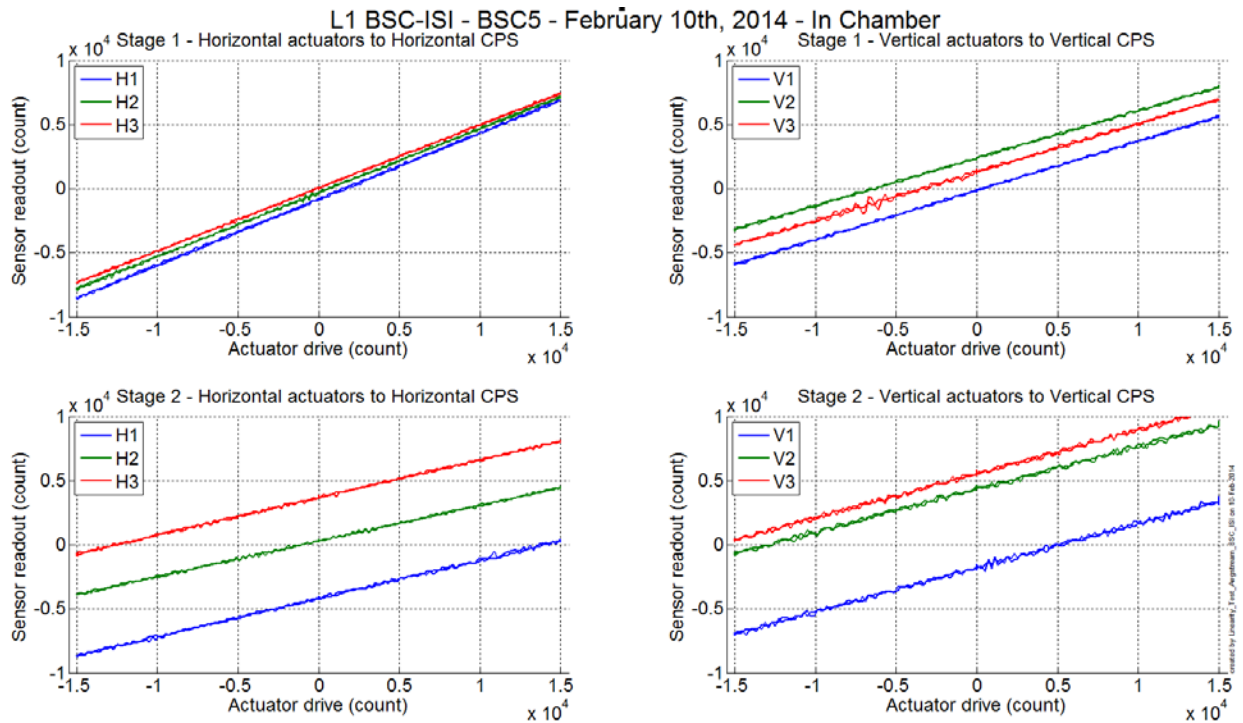 L1 BSC-ISI - BSC5 - February 10th, 2014 - In Chamber
Stage 1 - Horizontal actuators to Horizontal CPS
x 10^4
1
0.5
0
-0.5
-1
Sensor readout (count)
H1
H2
H3
-1.5 -1 -0.5 0 0.5 1 1.5
Actuator drive (count)
x 10^4
Stage 1 - Vertical actuators to Vertical CPS
x 10^4
1
0.5
0
-0.5
-1
Sensor readout (count)
V1
V2
V3
-1.5 -1 -0.5 0 0.5 1 1.5
Actuator drive (count)
x 10^4
Stage 2 - Horizontal actuators to Horizontal CPS
x 10^4
1
0.5
0
-0.5
-1
Sensor readout (count)
H1
H2
H3
-1.5 -1 -0.5 0 0.5 1 1.5
Actuator drive (count)
x 10^4
Stage 2 - Vertical actuators to Vertical CPS
x 10^4
1
0.5
0
-0.5
-1
Sensor readout (count)
V1
V2
V3
-1.5 -1 -0.5 0 0.5 1 1.5
Actuator drive (count)
x 10^4
created by Linearity_Test_Angstream_BSC_ISI on 10-Feb-2014